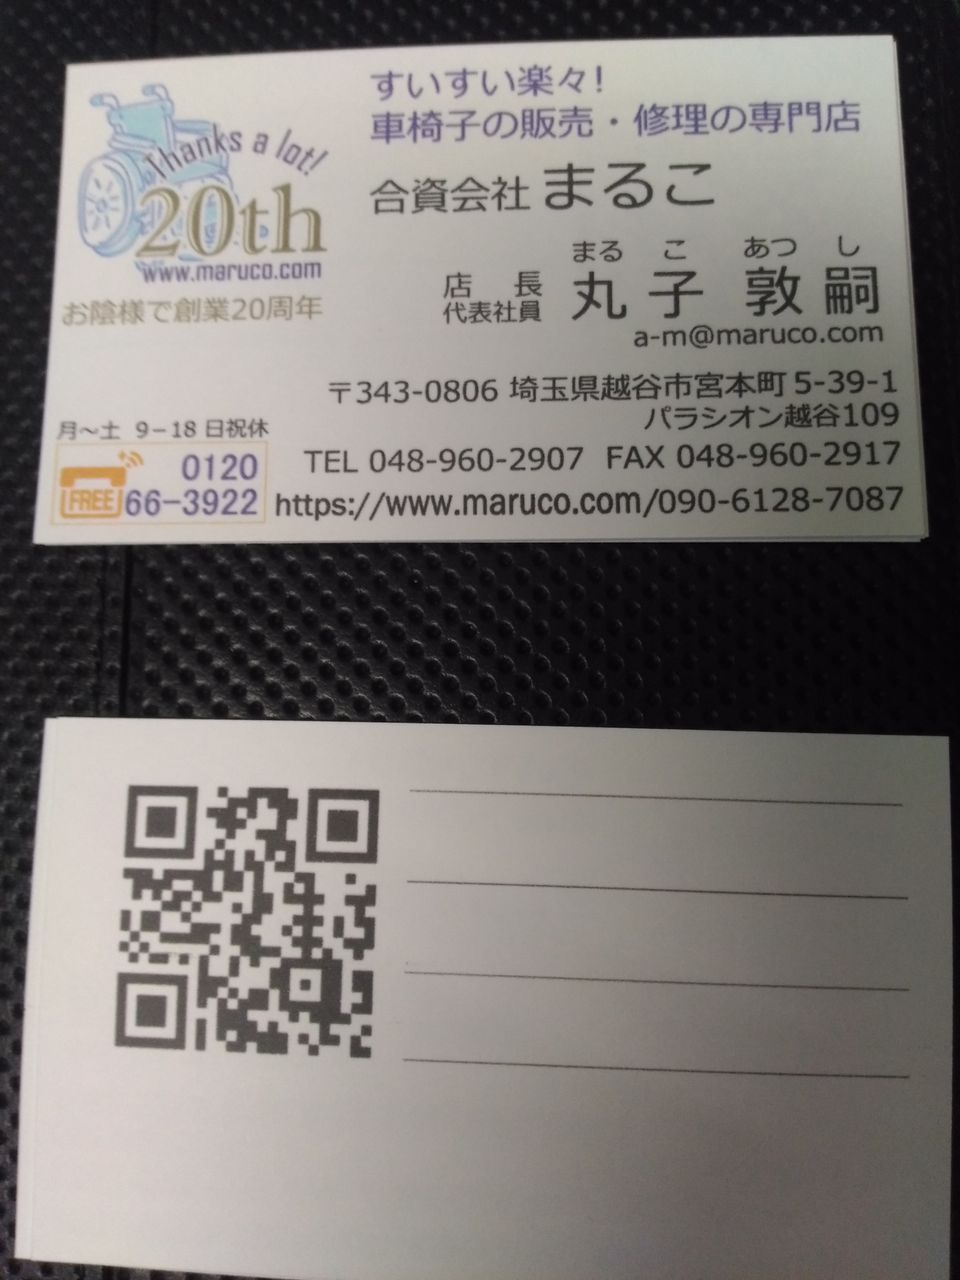 Thanks a lot!
20th
www.maruco.com
お陰様で創業20周年
すいすい楽々!
車椅子の販売・修理の専門店
合資会社 まるこ
まる こ あつ し
店長 丸子 敦嗣
代表社員
a-m@maruco.com
〒343-0806 埼玉県越谷市宮本町 5-39-1
パラシオン越谷109
月～土 9－18 日祝休
FREE 0120
66-3922
TEL 048-960-2907 FAX 048-960-2917
https://www.maruco.com/090-6128-7087